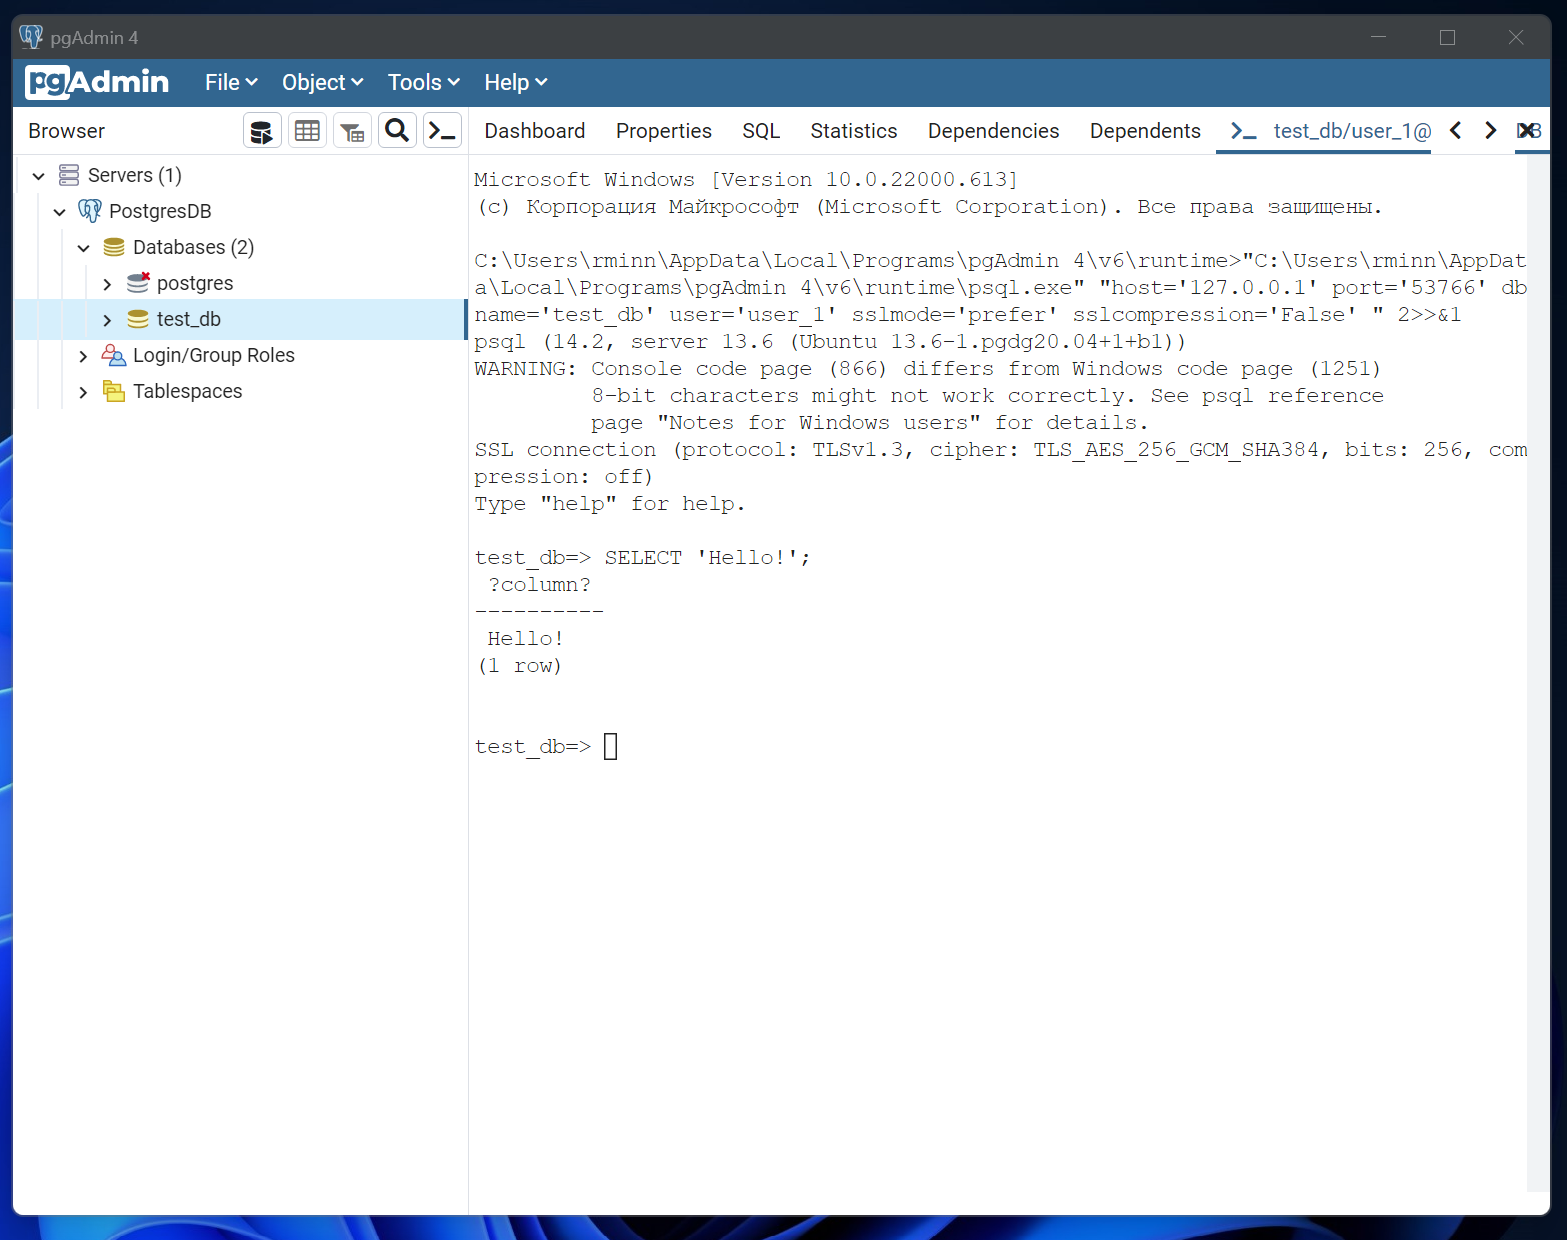 pgAdmin 4
pgAdmin
File Object Tools Help
Browser
Dashboard Properties SQL Statistics Dependencies Dependents test_db/user_1@
Servers (1)
PostgresDB
Databases (2)
postgres
test_db
Login/Group Roles
Tablespaces
Microsoft Windows [Version 10.0.22000.613]
(c) Корпорация Майкрософт (Microsoft Corporation). Все права защищены.
C:\Users\rminn\AppData\Local\Programs\pgAdmin 4\v6\runtime>"C:\Users\rminn\AppDat
a\Local\Programs\pgAdmin 4\v6\runtime\psql.exe" "host='127.0.0.1' port='53766' db
name='test_db' user='user_1' sslmode='prefer' sslcompression='False' " 2>>&1
psql (14.2, server 13.6 (Ubuntu 13.6-1.pgdg20.04+1+b1))
WARNING: Console code page (866) differs from Windows code page (1251)
8-bit characters might not work correctly. See psql reference
page "Notes for Windows users" for details.
SSL connection (protocol: TLSv1.3, cipher: TLS_AES_256_GCM_SHA384, bits: 256, com
pression: off)
Type "help" for help.
test_db=> SELECT 'Hello!';
?column?
----------
Hello!
(1 row)
test_db=>